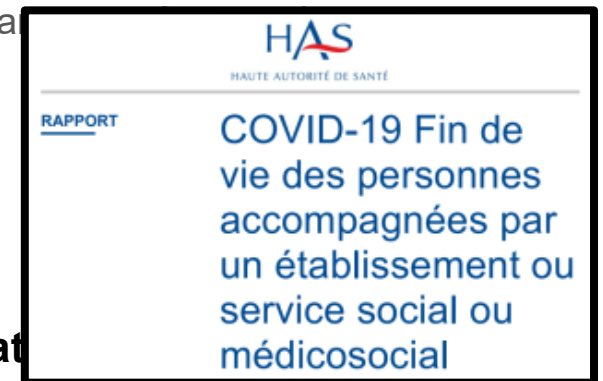 HAS
HAUTE AUTORITÉ DE SANTÉ
RAPPORT
COVID-19 Fin de
vie des personnes
accompagnées par
un établissement ou
service social ou
médicosocial